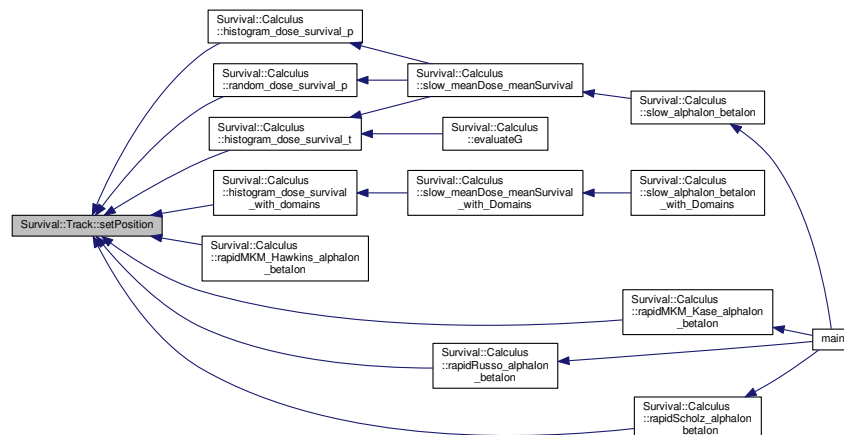 Survival::Calculus
::histogram_dose_survival_p
Survival::Calculus
::random_dose_survival_p
Survival::Calculus
::slow_meanDose_meanSurvival
Survival::Calculus
::slow_alphaIon_betaIon
Survival::Calculus
::histogram_dose_survival_t
Survival::Calculus
::evaluateG
Survival::Calculus
::histogram_dose_survival
_with_domains
Survival::Calculus
::slow_meanDose_meanSurvival
_with_Domains
Survival::Calculus
::slow_alphaIon_betaIon
_with_Domains
Survival::Track::setPosition
Survival::Calculus
::rapidMKM_Hawkins_alphaIon
_betaIon
Survival::Calculus
::rapidMKM_Kase_alphaIon
_betaIon
main
Survival::Calculus
::rapidRusso_alphaIon
_betaIon
Survival::Calculus
::rapidScholz_alphaIon
_betaIon